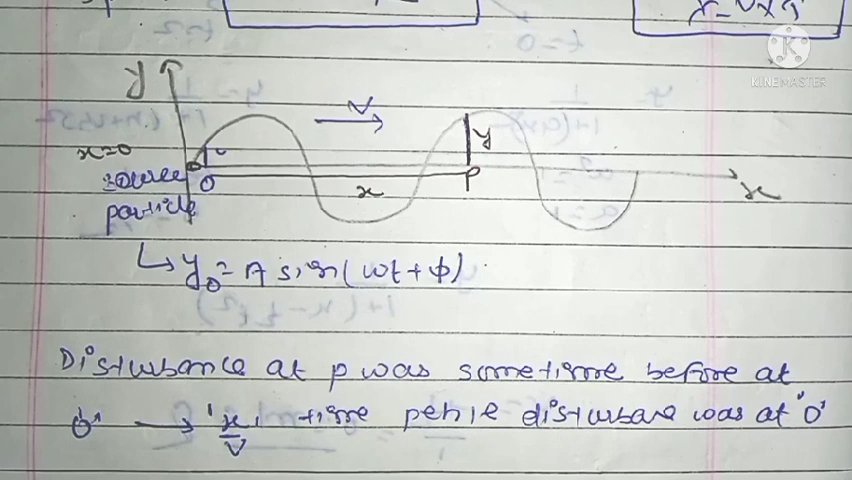 K
KINEMASTER
y
x=0
v
y
source
O
x
P
x
particle
↳ y₀ = A sin(ωt + φ)
Disturbance at p was sometime before at
'O' → 'x/v' time pehle disturbance was at 'O'